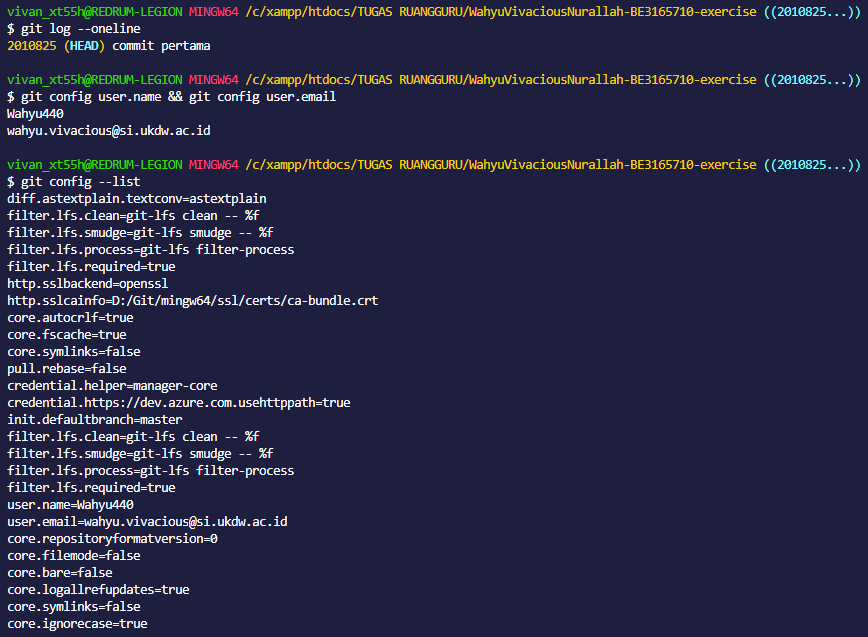 vivan_xt55h@REDRUM-LEGION MINGW64 /c/xampp/htdocs/TUGAS RUANGGURU/WahyuVivaciousNurallah-BE3165710-exercise ((2010825...))
$ git log --oneline
2010825 (HEAD) commit pertama
vivan_xt55h@REDRUM-LEGION MINGW64 /c/xampp/htdocs/TUGAS RUANGGURU/WahyuVivaciousNurallah-BE3165710-exercise ((2010825...))
$ git config user.name && git config user.email
Wahyu440
wahyu.vivacious@si.ukdw.ac.id
vivan_xt55h@REDRUM-LEGION MINGW64 /c/xampp/htdocs/TUGAS RUANGGURU/WahyuVivaciousNurallah-BE3165710-exercise ((2010825...))
$ git config --list
diff.astextplain.textconv=astextplain
filter.lfs.clean=git-lfs clean -- %f
filter.lfs.smudge=git-lfs smudge -- %f
filter.lfs.process=git-lfs filter-process
filter.lfs.required=true
http.sslbackend=openssl
http.sslcainfo=D:/Git/mingw64/ssl/certs/ca-bundle.crt
core.autocrlf=true
core.fscache=true
core.symlinks=false
pull.rebase=false
credential.helper=manager-core
credential.https://dev.azure.com.usehttppath=true
init.defaultbranch=master
filter.lfs.clean=git-lfs clean -- %f
filter.lfs.smudge=git-lfs smudge -- %f
filter.lfs.process=git-lfs filter-process
filter.lfs.required=true
user.name=Wahyu440
user.email=wahyu.vivacious@si.ukdw.ac.id
core.repositoryformatversion=0
core.filemode=false
core.bare=false
core.logallrefupdates=true
core.symlinks=false
core.ignorecase=true